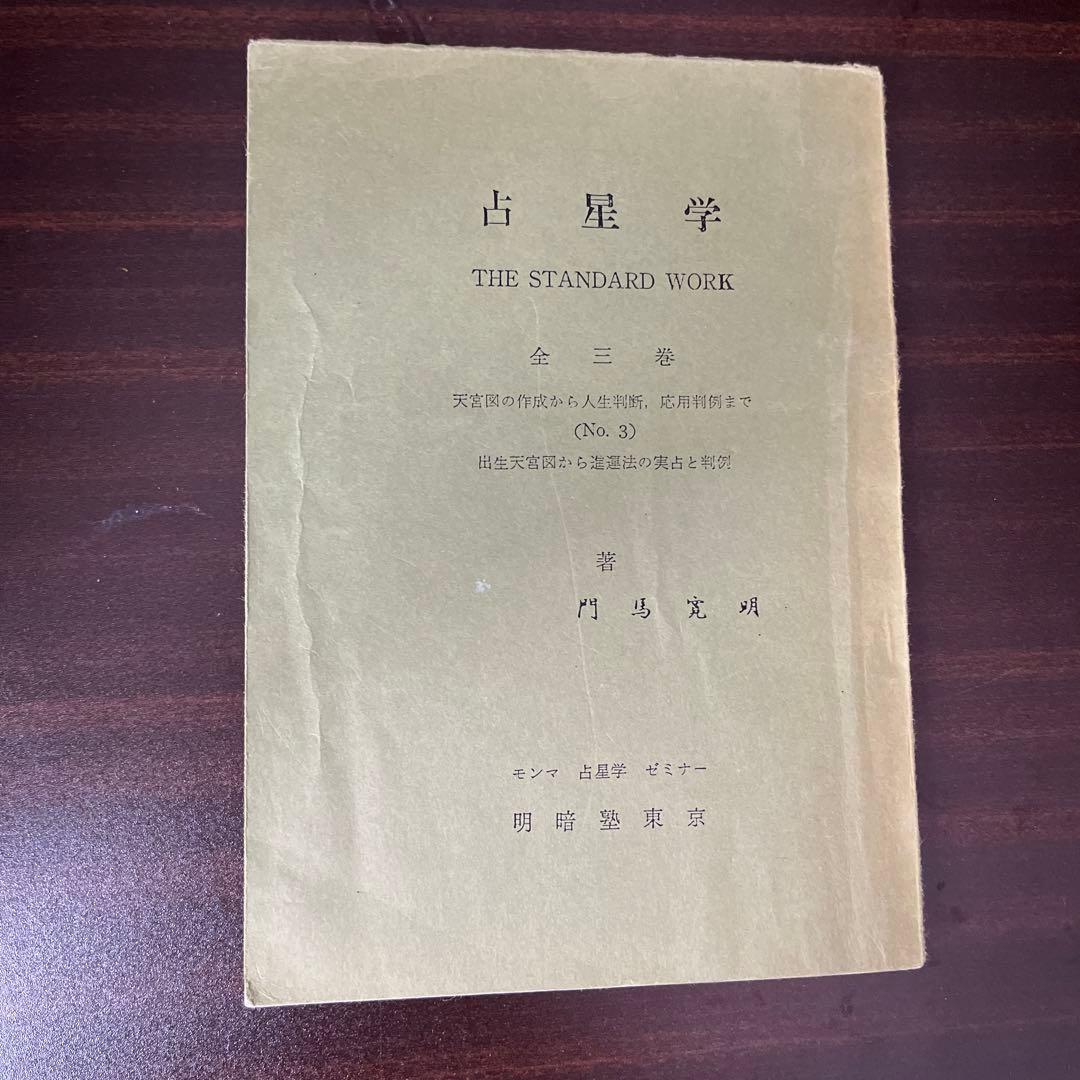 占星学
THE STANDARD WORK
全三巻
天宮図の作成から人生判断，応用判例まで
(No. 3)
出生天宮図から進運法の実占と判例
著
門馬寛明
モンマ 占星学 ゼミナー
明暗塾東京